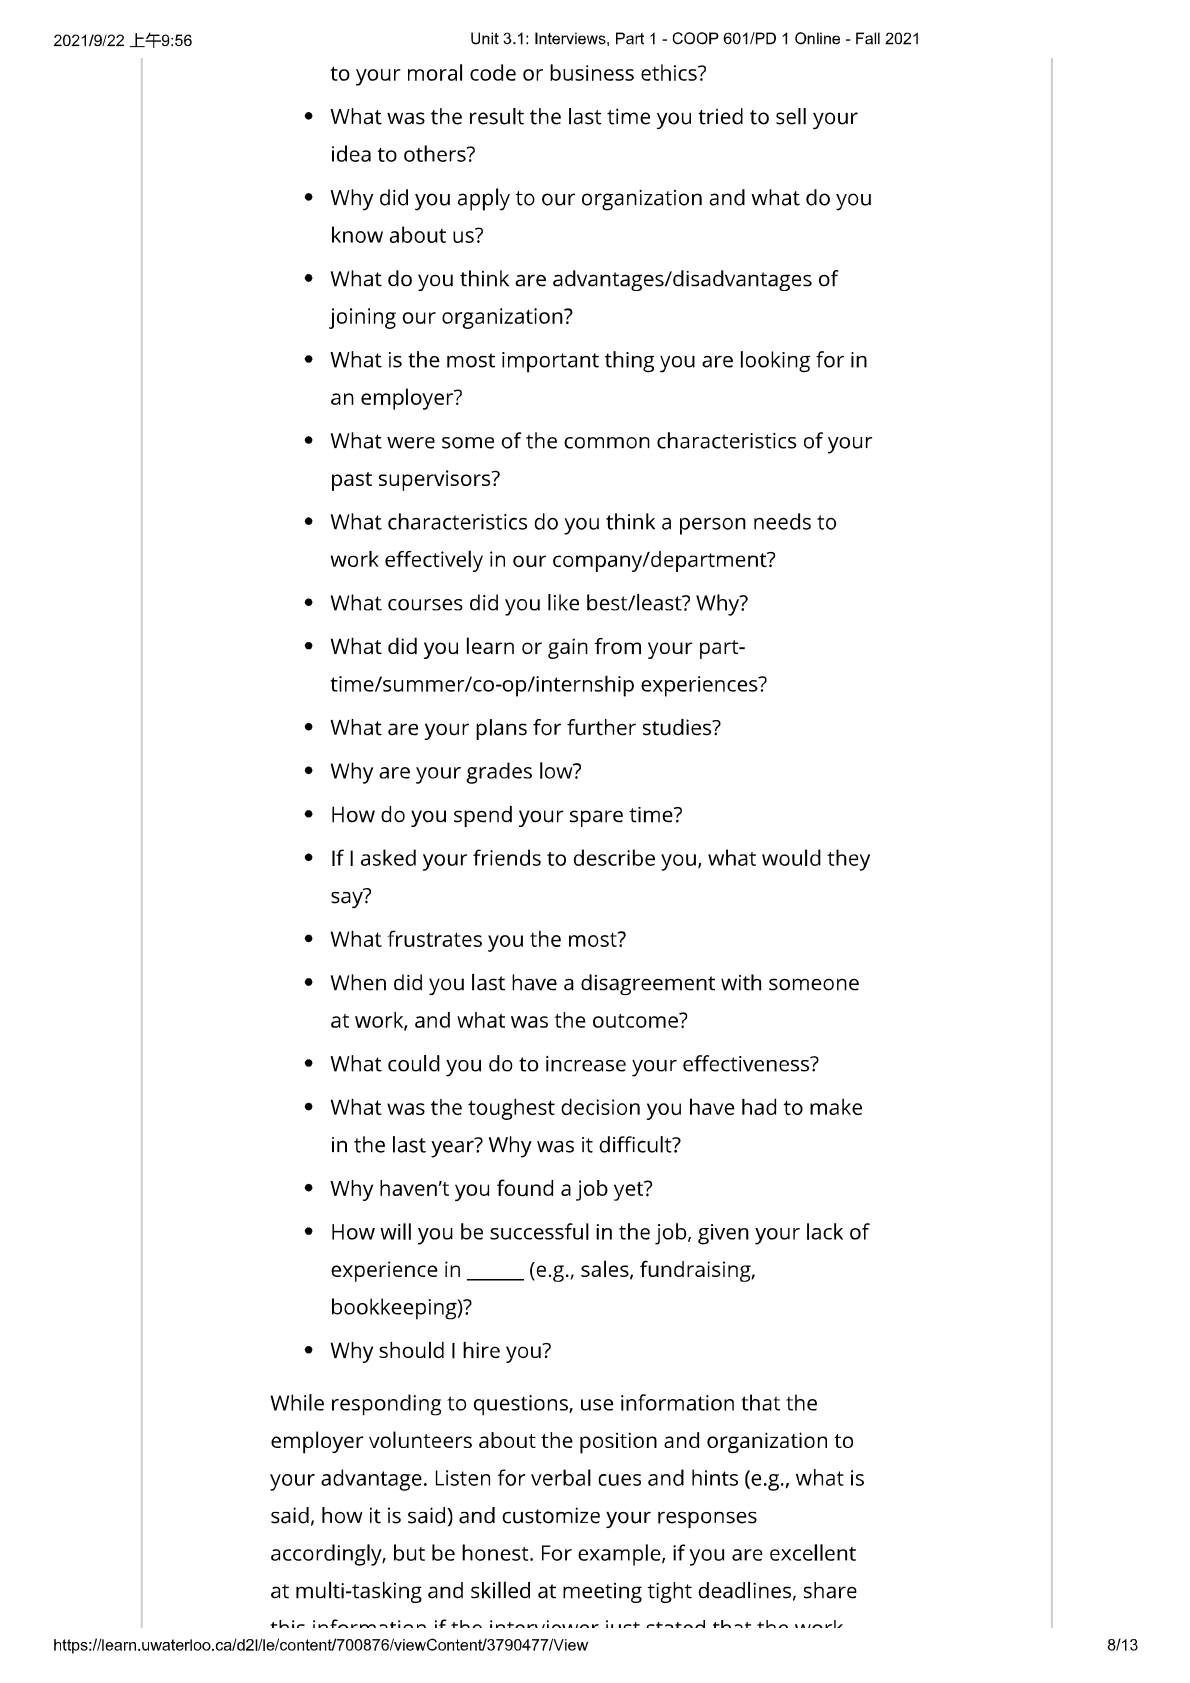 2021/9/22 上午9:56
Unit 3.1: Interviews, Part 1 - COOP 601/PD 1 Online - Fall 2021
to your moral code or business ethics?
• What was the result the last time you tried to sell your
idea to others?
• Why did you apply to our organization and what do you
know about us?
• What do you think are advantages/disadvantages of
joining our organization?
• What is the most important thing you are looking for in
an employer?
• What were some of the common characteristics of your
past supervisors?
• What characteristics do you think a person needs to
work effectively in our company/department?
• What courses did you like best/least? Why?
• What did you learn or gain from your part-
time/summer/co-op/internship experiences?
• What are your plans for further studies?
• Why are your grades low?
• How do you spend your spare time?
• If I asked your friends to describe you, what would they
say?
• What frustrates you the most?
• When did you last have a disagreement with someone
at work, and what was the outcome?
• What could you do to increase your effectiveness?
• What was the toughest decision you have had to make
in the last year? Why was it difficult?
• Why haven’t you found a job yet?
• How will you be successful in the job, given your lack of
experience in ______ (e.g., sales, fundraising,
bookkeeping)?
• Why should I hire you?
While responding to questions, use information that the
employer volunteers about the position and organization to
your advantage. Listen for verbal cues and hints (e.g., what is
said, how it is said) and customize your responses
accordingly, but be honest. For example, if you are excellent
at multi-tasking and skilled at meeting tight deadlines, share
this information if the interviewer just stated that the work
https://learn.uwaterloo.ca/d2l/le/content/700876/viewContent/3790477/View
8/13